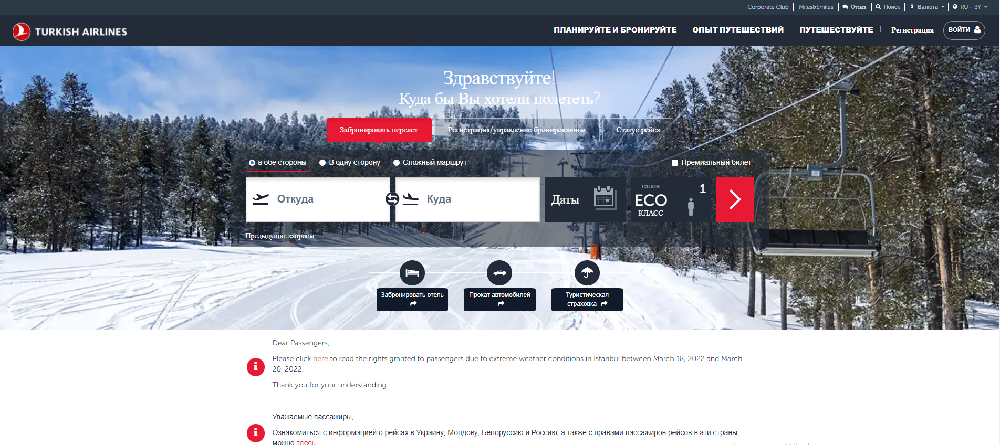 Corporate Club
Miles&Smiles
Отзыв
Поиск
$ Валюта
RU - BY
TURKISH AIRLINES
ПЛАНИРУЙТЕ И БРОНИРУЙТЕ
ОПЫТ ПУТЕШЕСТВИЙ
ПУТЕШЕСТВУЙТЕ
Регистрация
ВОЙТИ
Здравствуйте!
Куда бы Вы хотели полететь?
Забронировать перелёт
Регистрация/управление бронированием
Статус рейса
в обе стороны
В одну сторону
Сложный маршрут
Премиальный билет
Откуда
Куда
Даты
салон
ECO
КЛАСС
1
Предыдущие запросы
Забронировать отель
Прокат автомобилей
Туристическая
страховка
Dear Passengers,
Please click here to read the rights granted to passengers due to extreme weather conditions in Istanbul between March 18, 2022 and March
20, 2022.
Thank you for your understanding.
Уважаемые пассажиры,
Ознакомиться с информацией о рейсах в Украину, Молдову, Белоруссию и Россию, а также с правами пассажиров рейсов в эти страны
можно здесь